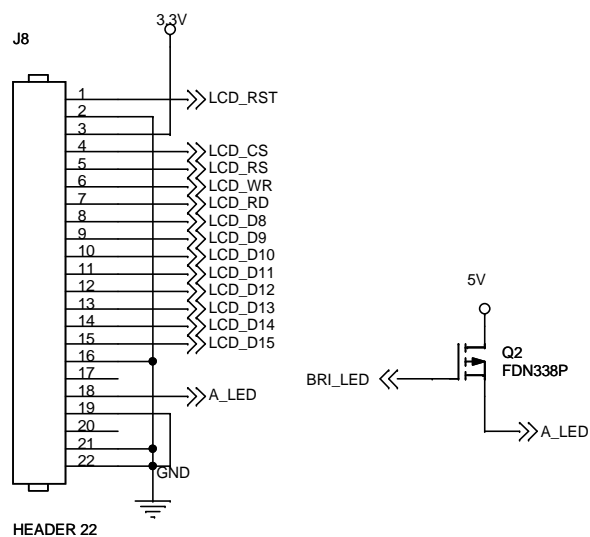 3.3V
J8
1
LCD_RST
2
3
4
LCD_CS
5
LCD_RS
6
LCD_WR
7
LCD_RD
8
LCD_D8
9
LCD_D9
10
LCD_D10
11
LCD_D11
12
LCD_D12
13
LCD_D13
14
LCD_D14
15
LCD_D15
16
17
18
A_LED
19
20
21
22
GND
HEADER 22
5V
Q2
FDN338P
BRI_LED
A_LED